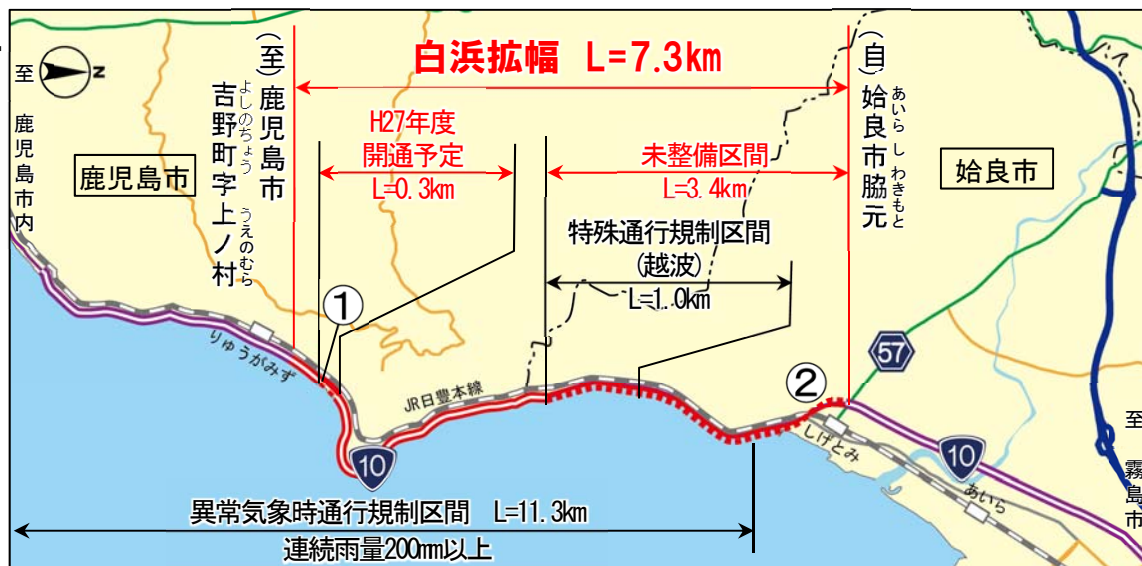 白浜拡幅 L=7.3km
至 鹿児島市内
N
(至)鹿児島市
吉野町字上ノ村
よしのちょう うえのむら
(自)姶良市脇元
あいら し わきもと
H27年度
開通予定
L=0.3km
未整備区間
L=3.4km
鹿児島市
姶良市
特殊通行規制区間
(越波)
L=1.0km
①
りゅうがみず
JR日豊本線
②
57
しげとみ
10
10
あいら
至 霧島市
異常気象時通行規制区間 L=11.3km
連続雨量200mm以上